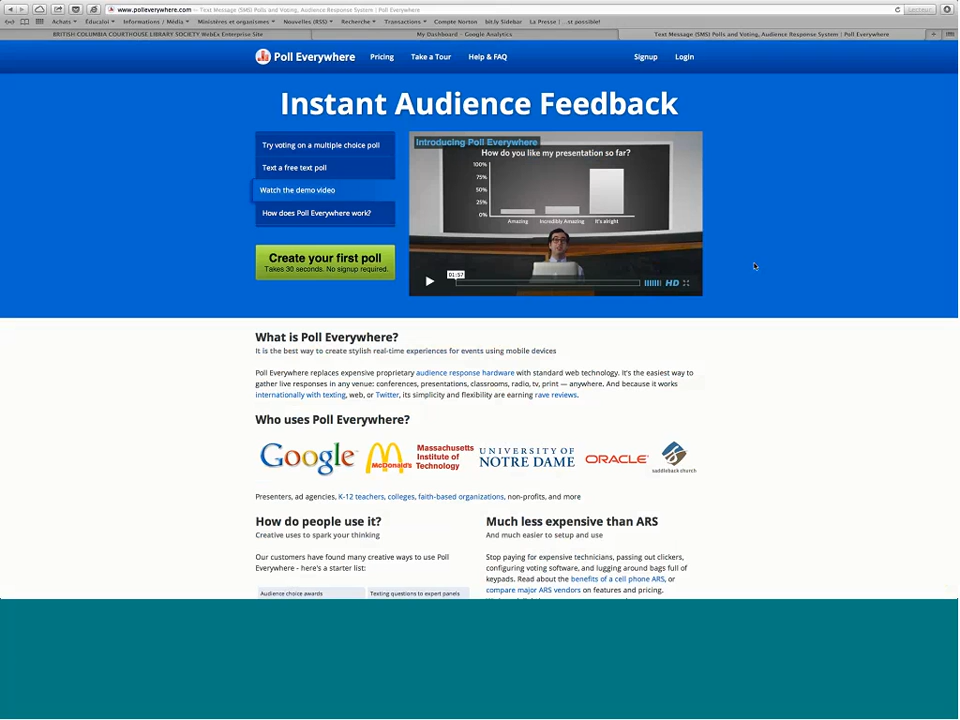 www.polleverywhere.com — Text Message (SMS) Polls and Voting, Audience Response System | Poll Everywhere
Achats Éducaloi Informations / Média Ministères et organismes Nouvelles (RSS) Recherche Transactions Compte Norton bit.ly Sidebar La Presse | ...st possible!
BRITISH COLUMBIA COURTHOUSE LIBRARY SOCIETY WebEx Enterprise Site
My Dashboard - Google Analytics
Text Message (SMS) Polls and Voting, Audience Response System | Poll Everywhere
Poll Everywhere Pricing Take a Tour Help & FAQ Signup Login
Instant Audience Feedback
Try voting on a multiple choice poll
Text a free text poll
Watch the demo video
How does Poll Everywhere work?
Create your first poll
Takes 30 seconds. No signup required.
Introducing Poll Everywhere
How do you like my presentation so far?
100%
75%
50%
25%
0%
Amazing Incredibly Amazing It's alright
01:57
HD
What is Poll Everywhere?
It is the best way to create stylish real-time experiences for events using mobile devices
Poll Everywhere replaces expensive proprietary audience response hardware with standard web technology. It's the easiest way to
gather live responses in any venue: conferences, presentations, classrooms, radio, tv, print — anywhere. And because it works
internationally with texting, web, or Twitter, its simplicity and flexibility are earning rave reviews.
Who uses Poll Everywhere?
Google
McDonald's
Massachusetts
Institute of
Technology
UNIVERSITY OF
NOTRE DAME
ORACLE
saddleback church
Presenters, ad agencies, K-12 teachers, colleges, faith-based organizations, non-profits, and more
How do people use it?
Creative uses to spark your thinking
Our customers have found many creative ways to use Poll
Everywhere - here's a starter list:
Audience choice awards
Texting questions to expert panels
Much less expensive than ARS
And much easier to setup and use
Stop paying for expensive technicians, passing out clickers,
configuring voting software, and lugging around bags full of
keypads. Read about the benefits of a cell phone ARS, or
compare major ARS vendors on features and pricing.